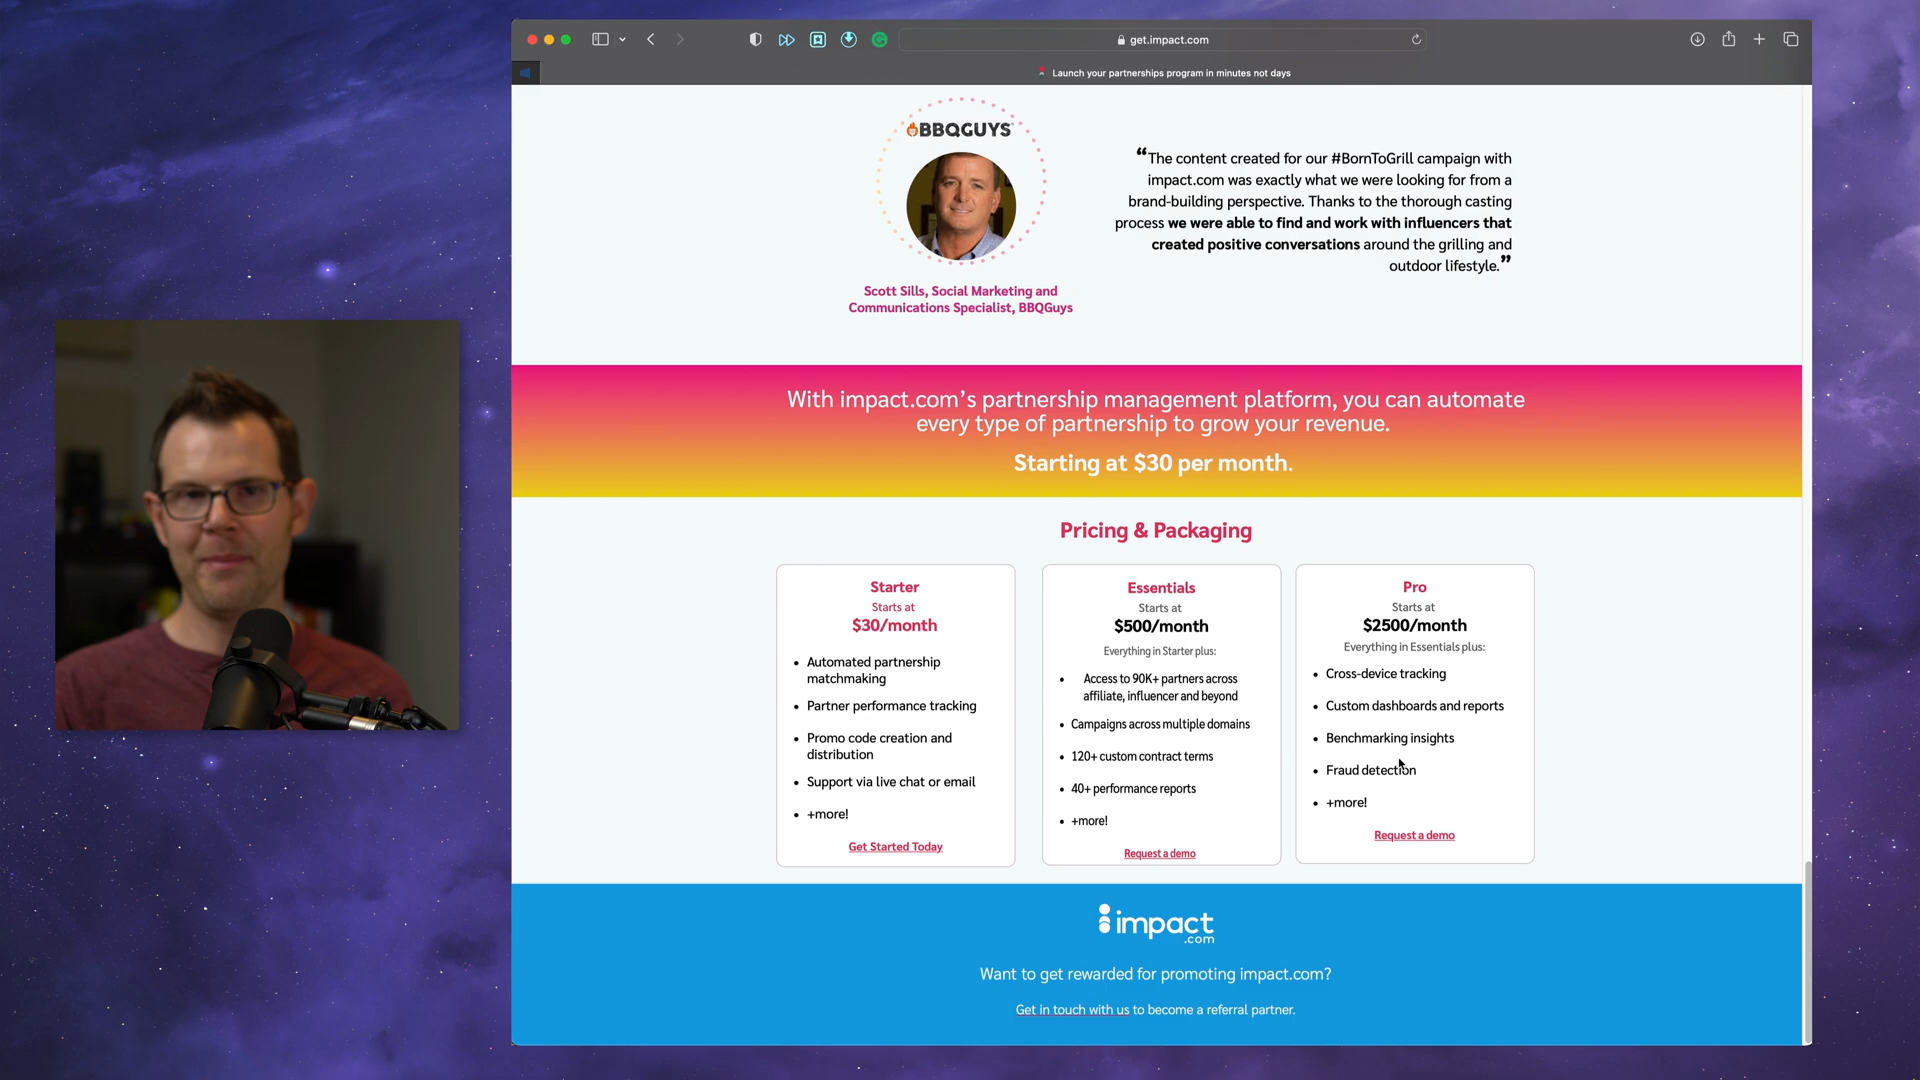 get.impact.com
Launch your partnerships program in minutes not days
BBQGUYS
Scott Sills, Social Marketing and
Communications Specialist, BBQGuys
“The content created for our #BornToGrill campaign with
impact.com was exactly what we were looking for from a
brand-building perspective. Thanks to the thorough casting
process we were able to find and work with influencers that
created positive conversations around the grilling and
outdoor lifestyle.”
With impact.com’s partnership management platform, you can automate
every type of partnership to grow your revenue.
Starting at $30 per month.
Pricing & Packaging
Starter
Starts at
$30/month
• Automated partnership
matchmaking
• Partner performance tracking
• Promo code creation and
distribution
• Support via live chat or email
• +more!
Get Started Today
Essentials
Starts at
$500/month
Everything in Starter plus:
• Access to 90K+ partners across
affiliate, influencer and beyond
• Campaigns across multiple domains
• 120+ custom contract terms
• 40+ performance reports
• +more!
Request a demo
Pro
Starts at
$2500/month
Everything in Essentials plus:
• Cross-device tracking
• Custom dashboards and reports
• Benchmarking insights
• Fraud detection
• +more!
Request a demo
impact
.com
Want to get rewarded for promoting impact.com?
Get in touch with us to become a referral partner.